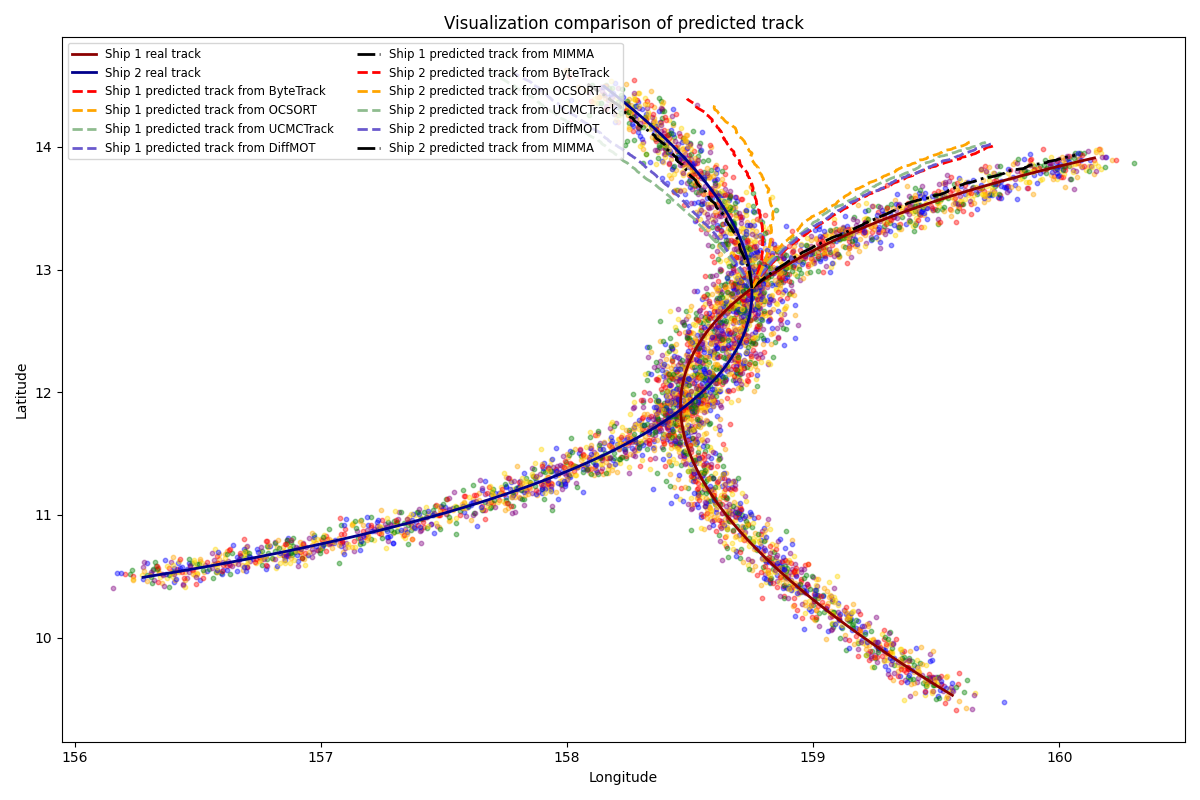 Visualization comparison of predicted track
Ship 1 real track
Ship 2 real track
Ship 1 predicted track from ByteTrack
Ship 1 predicted track from OCSORT
Ship 1 predicted track from UCMCTrack
Ship 1 predicted track from DiffMOT
Ship 1 predicted track from MIMMA
Ship 2 predicted track from ByteTrack
Ship 2 predicted track from OCSORT
Ship 2 predicted track from UCMCTrack
Ship 2 predicted track from DiffMOT
Ship 2 predicted track from MIMMA
Latitude
14
13
12
11
10
156 157 158 159 160
Longitude